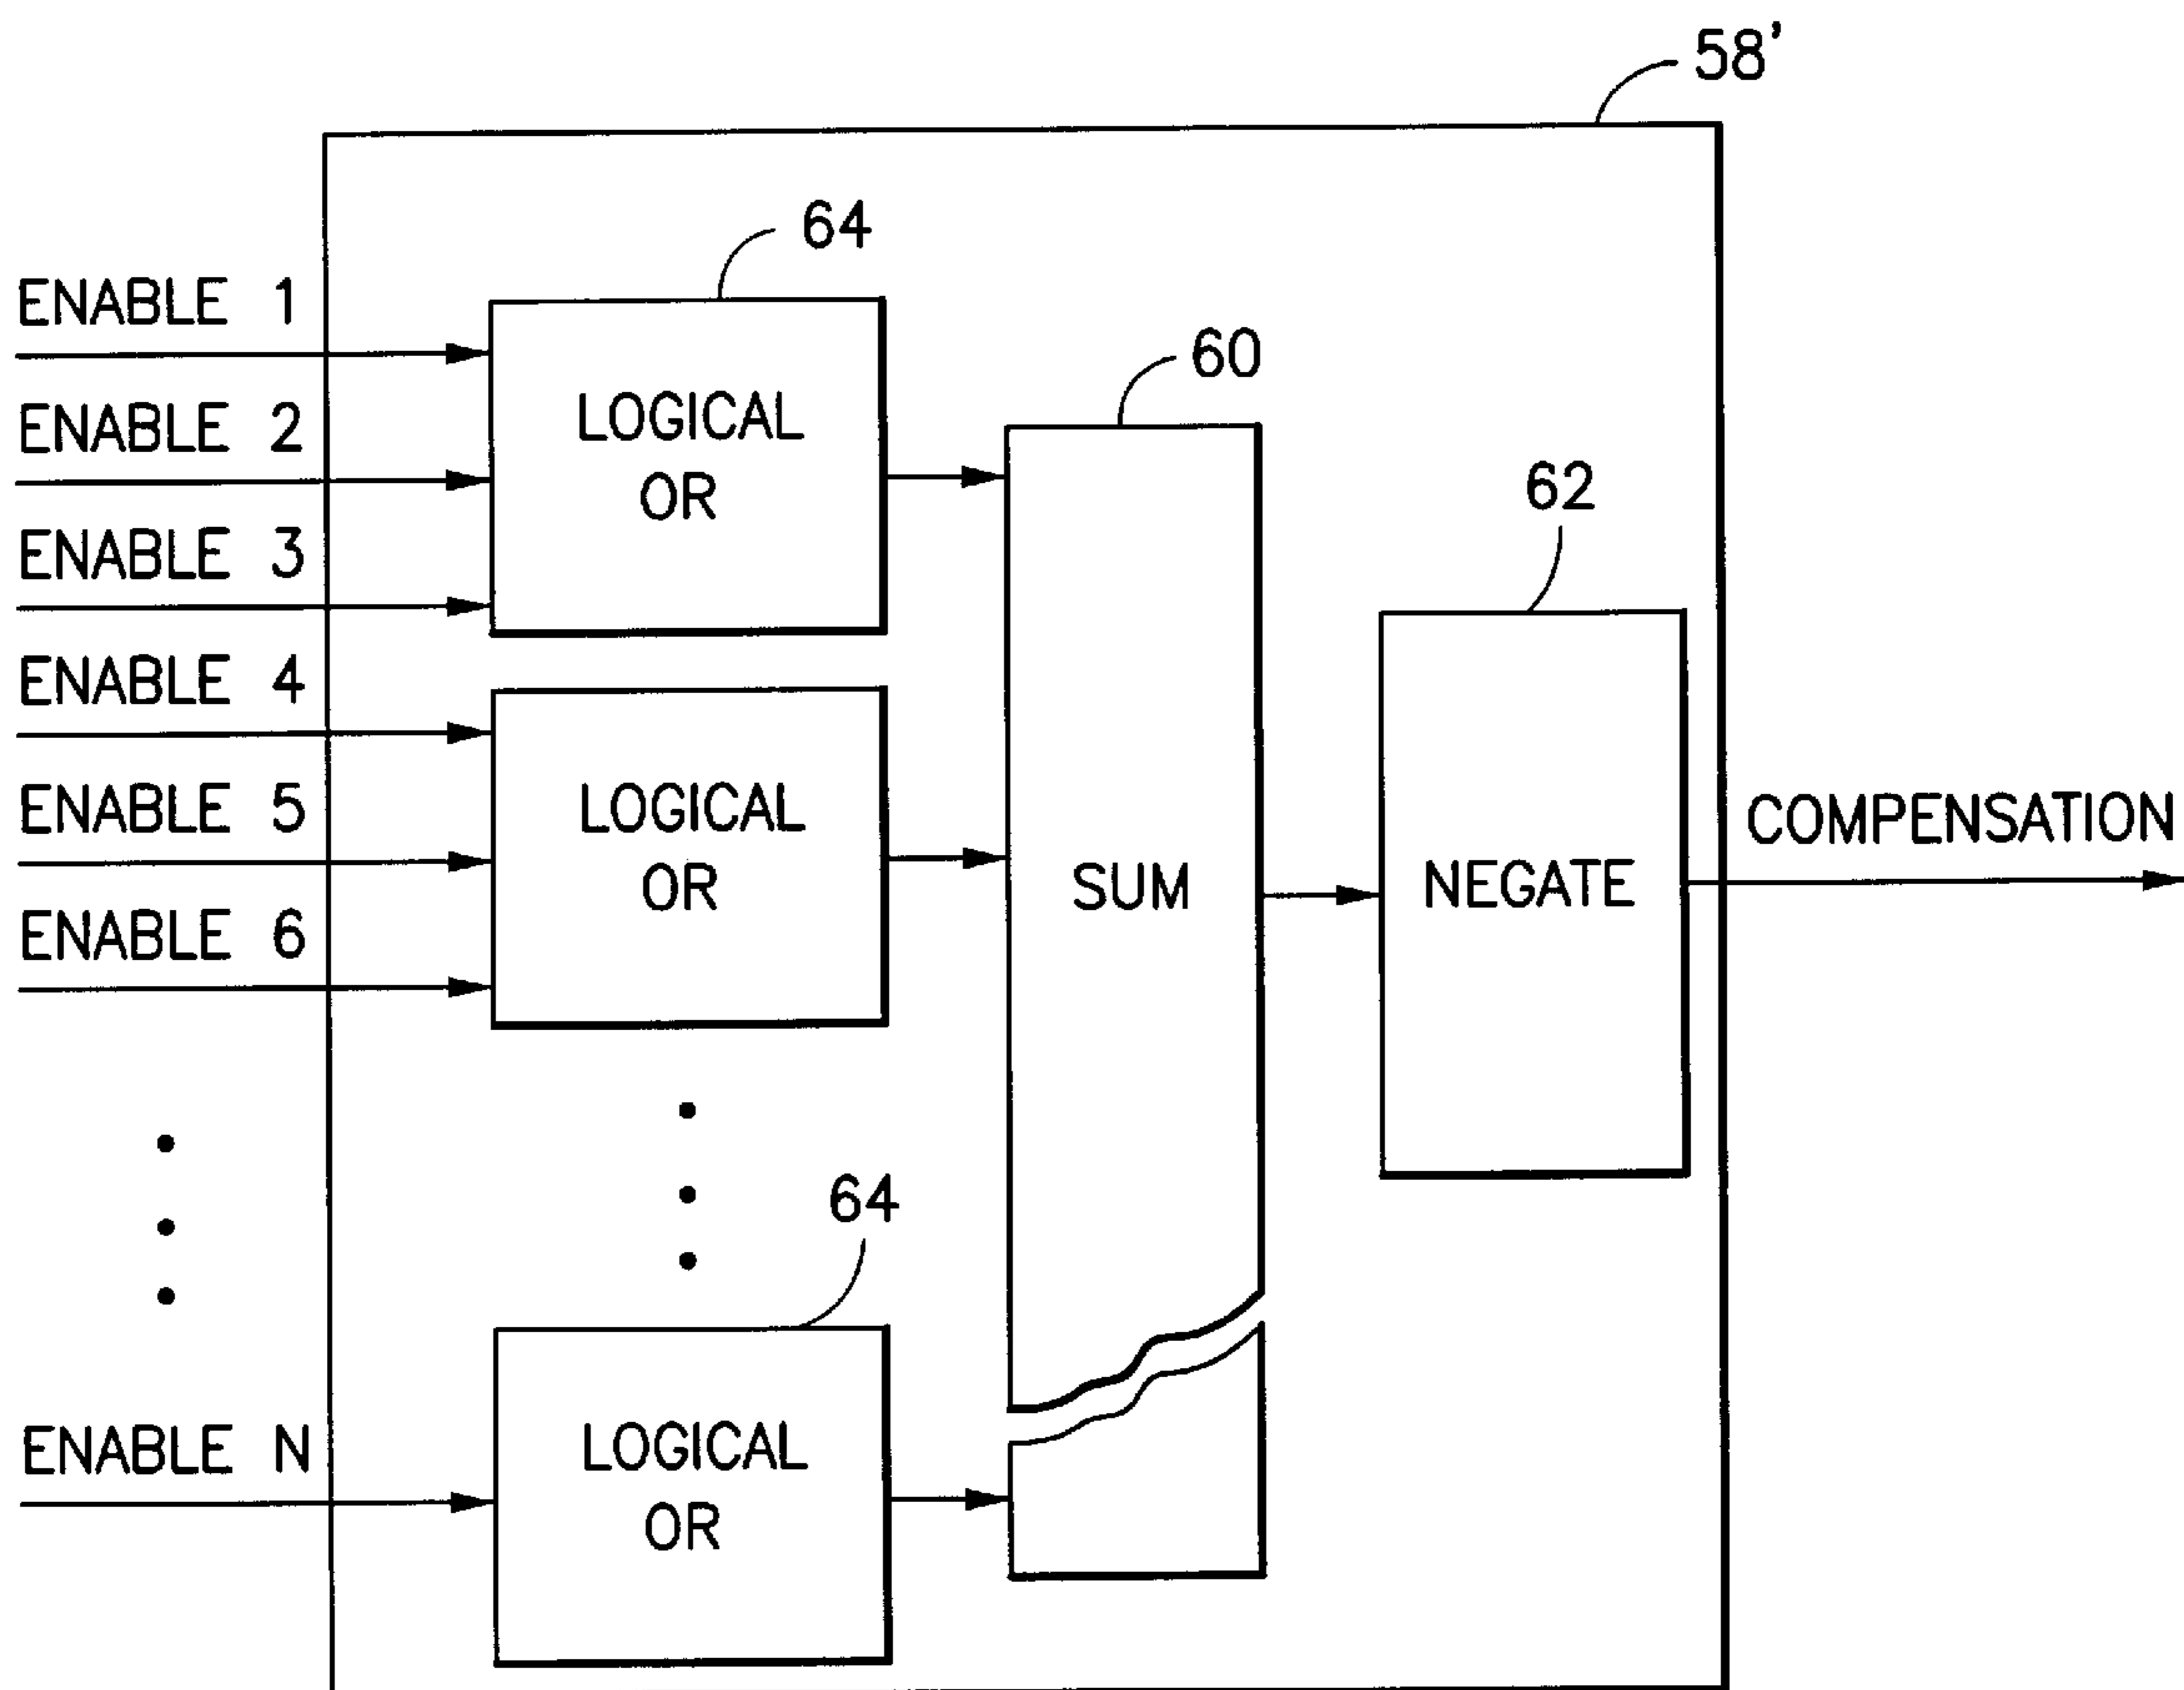 58'
64
ENABLE 1
60
ENABLE 2
LOGICAL
OR
62
ENABLE 3
ENABLE 4
ENABLE 5
LOGICAL
OR
SUM
NEGATE
COMPENSATION
ENABLE 6
64
ENABLE N
LOGICAL
OR